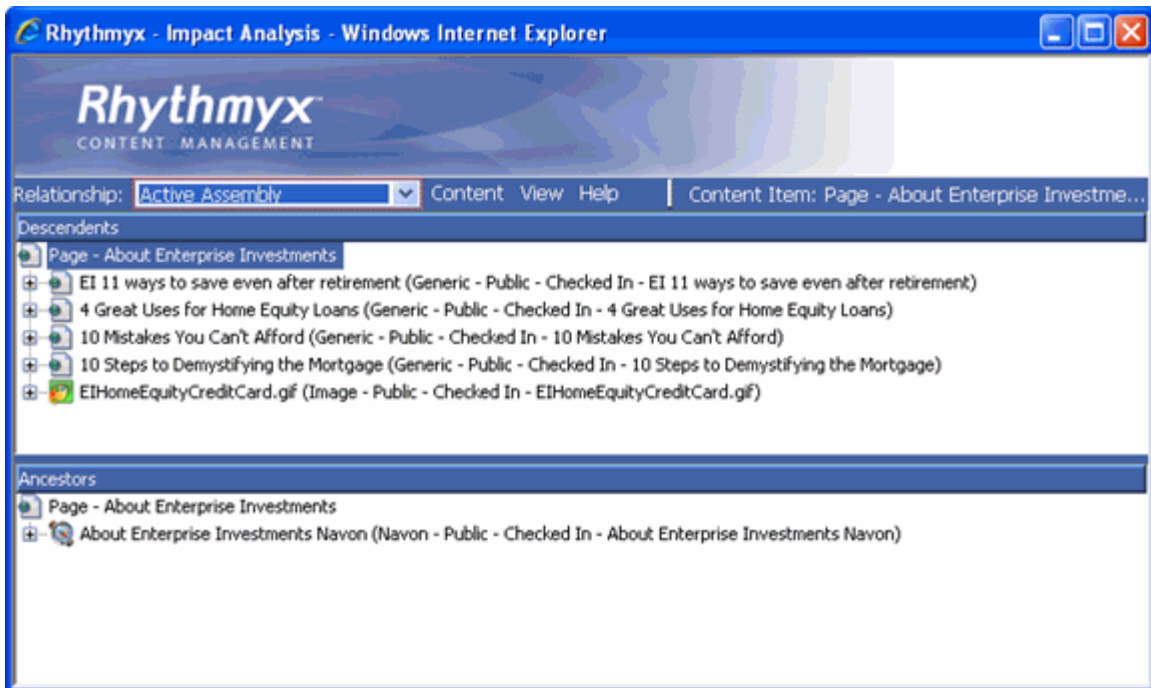 Rhythmyx - Impact Analysis - Windows Internet Explorer
Rhythmyx
CONTENT MANAGEMENT
Relationship: Active Assembly Content View Help Content Item: Page - About Enterprise Investme...
Descendents
Page - About Enterprise Investments
EI 11 ways to save even after retirement (Generic - Public - Checked In - EI 11 ways to save even after retirement)
4 Great Uses for Home Equity Loans (Generic - Public - Checked In - 4 Great Uses for Home Equity Loans)
10 Mistakes You Can't Afford (Generic - Public - Checked In - 10 Mistakes You Can't Afford)
10 Steps to Demystifying the Mortgage (Generic - Public - Checked In - 10 Steps to Demystifying the Mortgage)
EIHomeEquityCreditCard.gif (Image - Public - Checked In - EIHomeEquityCreditCard.gif)
Ancestors
Page - About Enterprise Investments
About Enterprise Investments Navon (Navon - Public - Checked In - About Enterprise Investments Navon)